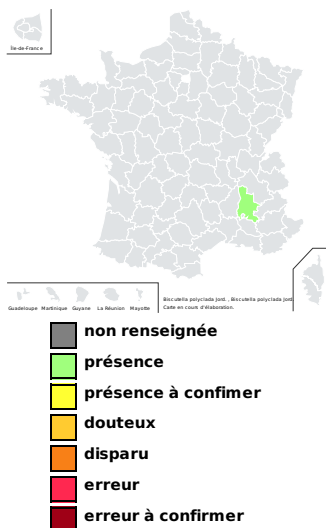 Île-de-France
Guadeloupe Martinique Guyane La Réunion Mayotte
Biscutella polyclada Jord. , Biscutella polyclada Jord
Carte en cours d'élaboration.
non renseignée
présence
présence à confimer
douteux
disparu
erreur
erreur à confirmer